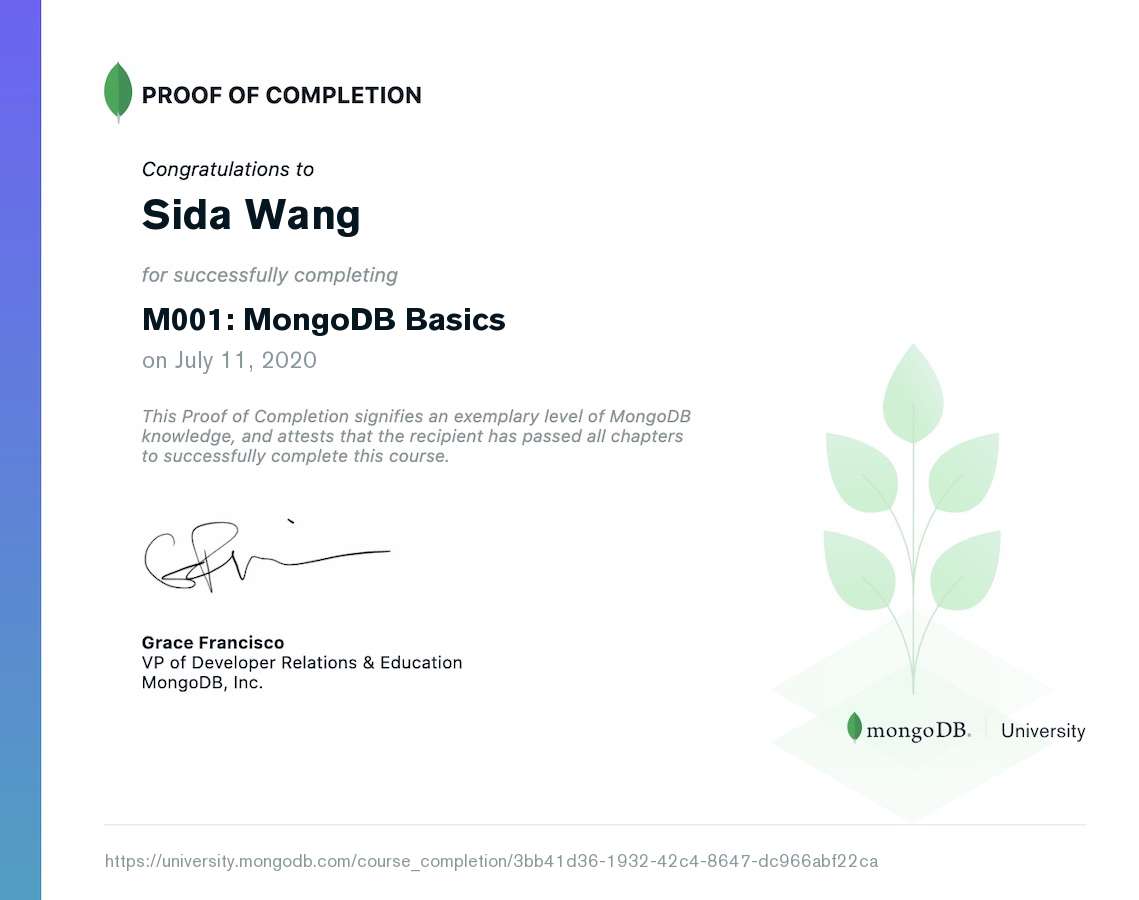 PROOF OF COMPLETION
Congratulations to
Sida Wang
for successfully completing
M001: MongoDB Basics
on July 11, 2020
This Proof of Completion signifies an exemplary level of MongoDB
knowledge, and attests that the recipient has passed all chapters
to successfully complete this course.
Grace Francisco
VP of Developer Relations & Education
MongoDB, Inc.
mongoDB. University
https://university.mongodb.com/course_completion/3bb41d36-1932-42c4-8647-dc966abf22ca